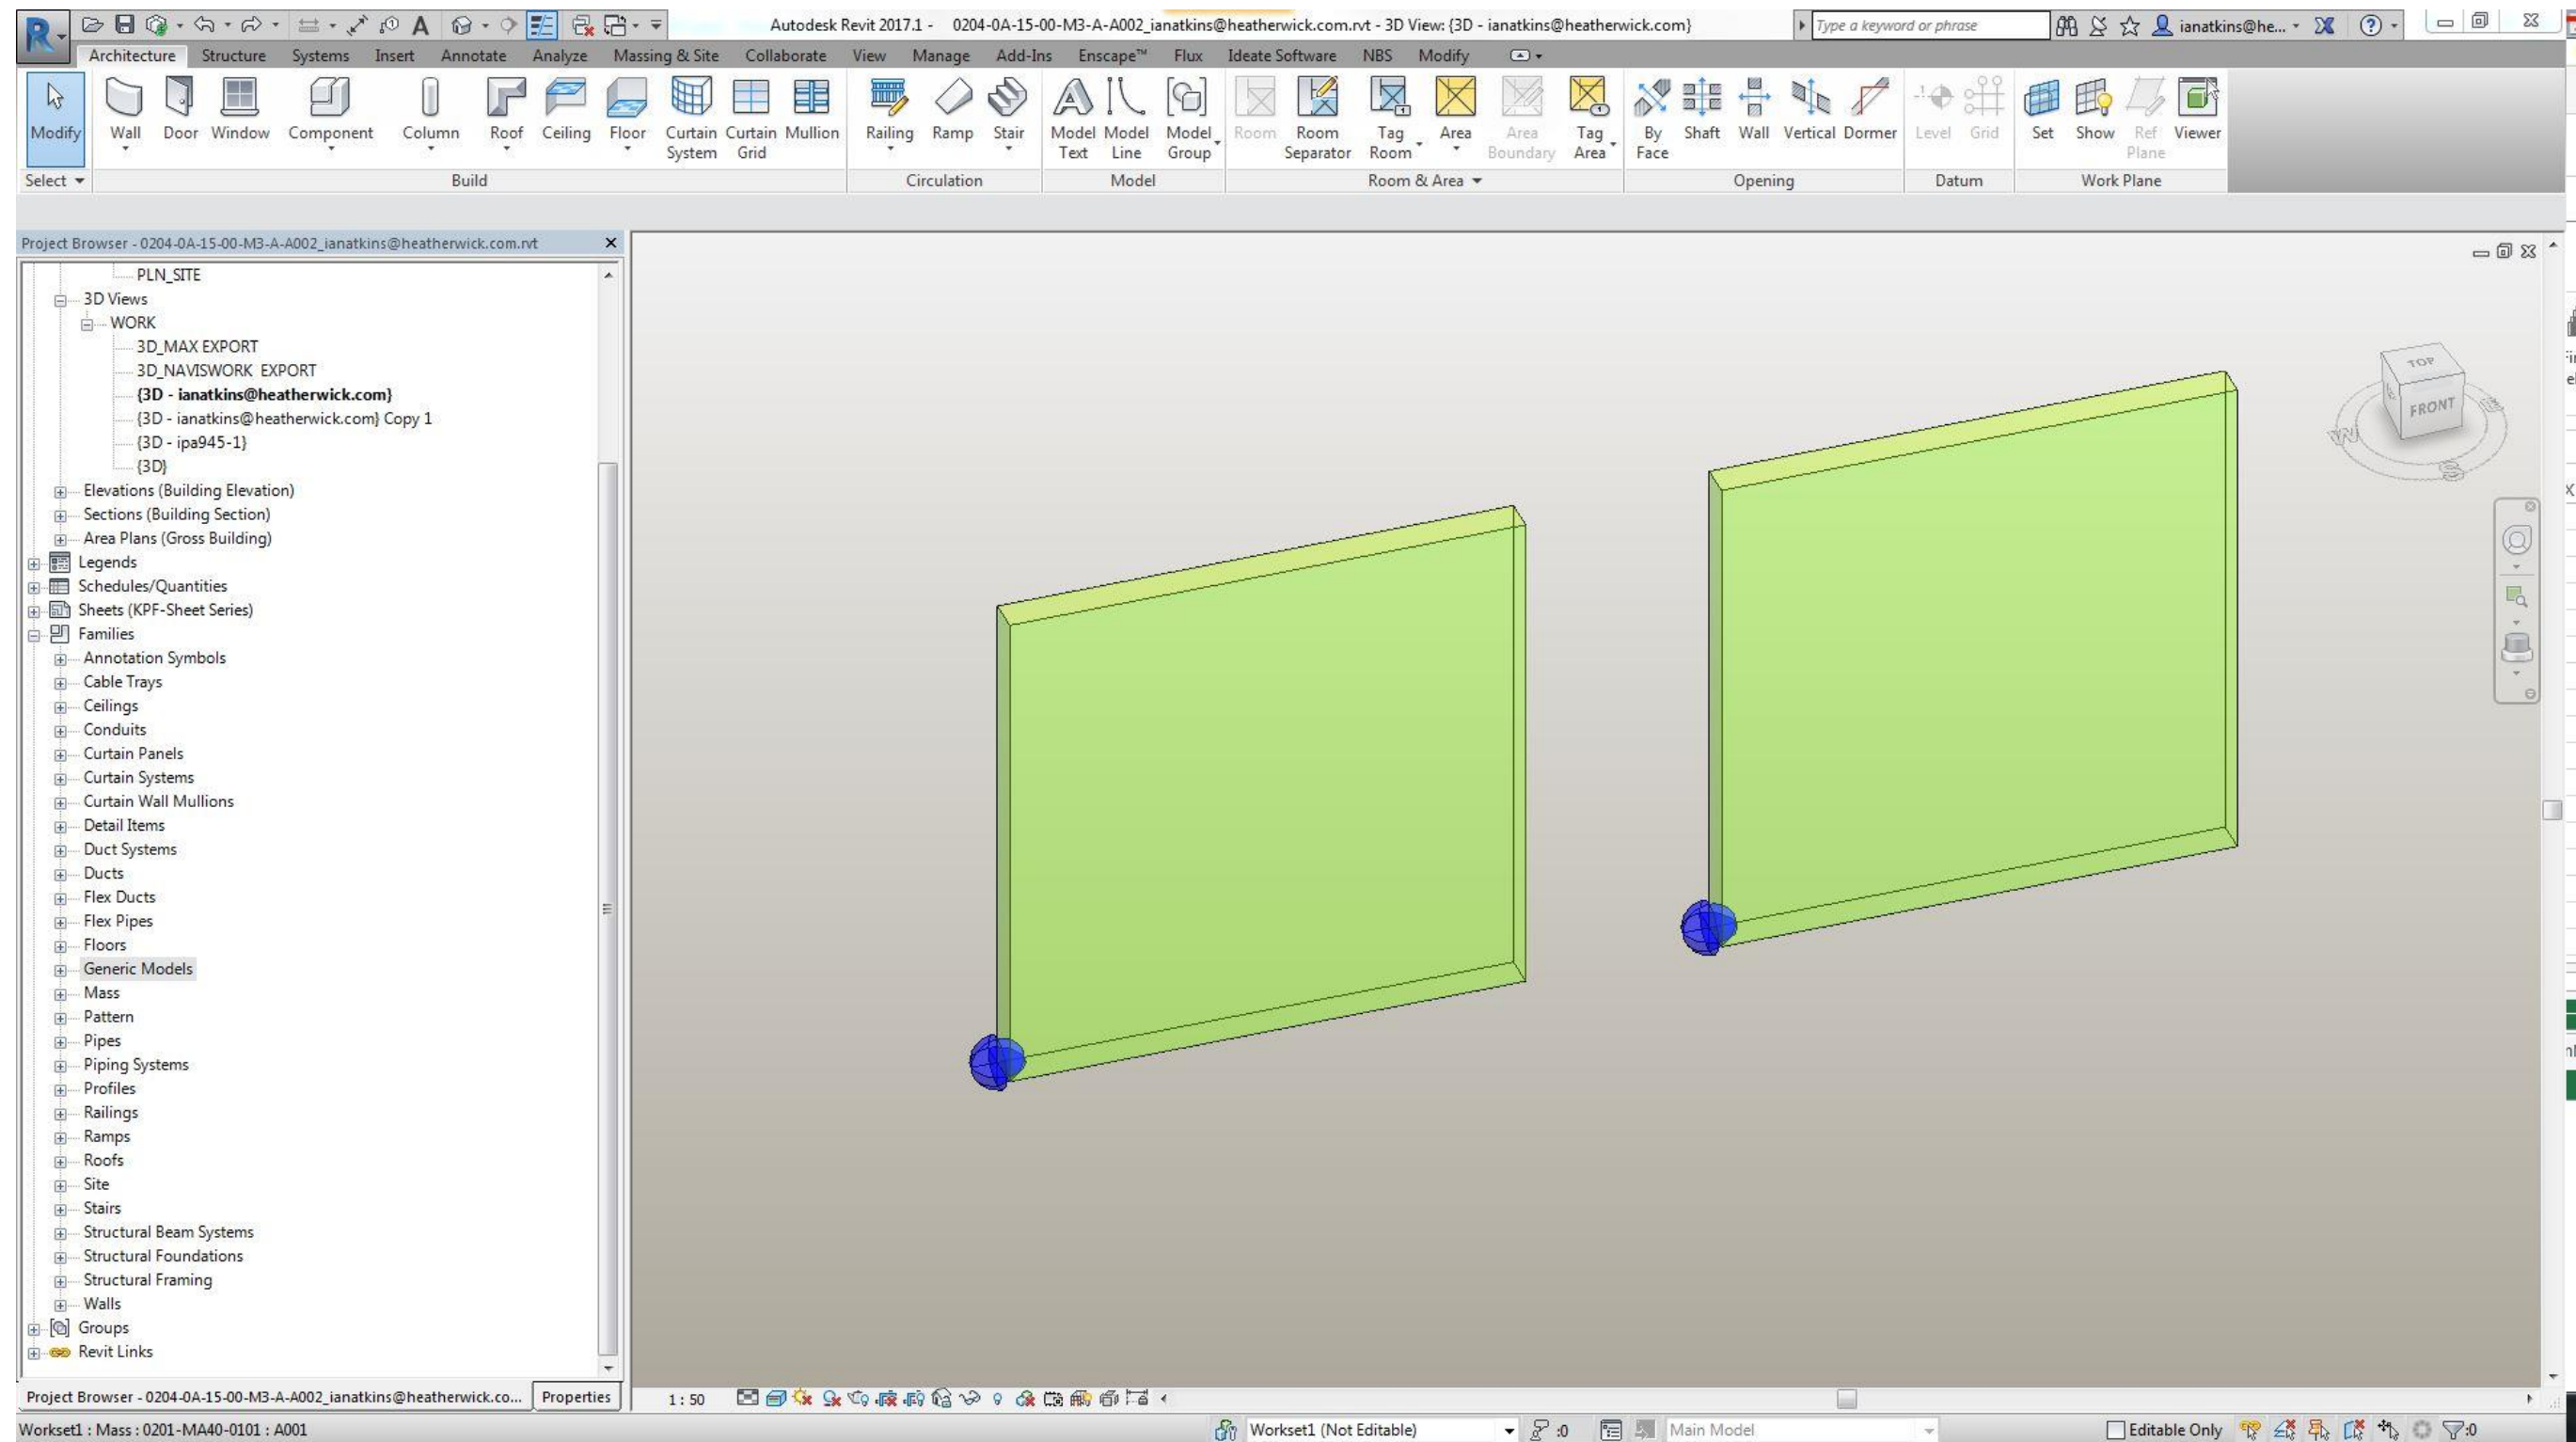 Autodesk Revit 2017.1 - 0204-0A-15-00-M3-A-A002_ianatkins@heatherwick.com.rvt - 3D View: {3D - ianatkins@heatherwick.com}
Type a keyword or phrase
ianatkins@he...
Architecture Structure Systems Insert Annotate Analyze Massing & Site Collaborate View Manage Add-Ins Enscape™ Flux Ideate Software NBS Modify
Modify Wall Door Window Component Column Roof Ceiling Floor Curtain System Curtain Grid Mullion Railing Ramp Stair Model Text Model Line Model Group Room Room Separator Tag Room Area Area Boundary Tag Area By Face Shaft Wall Vertical Dormer Level Grid Set Show Ref Plane Viewer
Select Build Circulation Model Room & Area Opening Datum Work Plane
Project Browser - 0204-0A-15-00-M3-A-A002_ianatkins@heatherwick.com.rvt
PLN_SITE
3D Views
WORK
3D_MAX EXPORT
3D_NAVISWORK EXPORT
{3D - ianatkins@heatherwick.com}
{3D - ianatkins@heatherwick.com} Copy 1
{3D - ipa945-1}
{3D}
Elevations (Building Elevation)
Sections (Building Section)
Area Plans (Gross Building)
Legends
Schedules/Quantities
Sheets (KPF-Sheet Series)
Families
Annotation Symbols
Cable Trays
Ceilings
Conduits
Curtain Panels
Curtain Systems
Curtain Wall Mullions
Detail Items
Duct Systems
Ducts
Flex Ducts
Flex Pipes
Floors
Generic Models
Mass
Pattern
Pipes
Piping Systems
Profiles
Railings
Ramps
Roofs
Site
Stairs
Structural Beam Systems
Structural Foundations
Structural Framing
Walls
Groups
Revit Links
TOP
FRONT
W
S
Project Browser - 0204-0A-15-00-M3-A-A002_ianatkins@heatherwick.co... Properties
1 : 50
Workset1 : Mass : 0201-MA40-0101 : A001
Workset1 (Not Editable)
:0
Main Model
Editable Only
:0